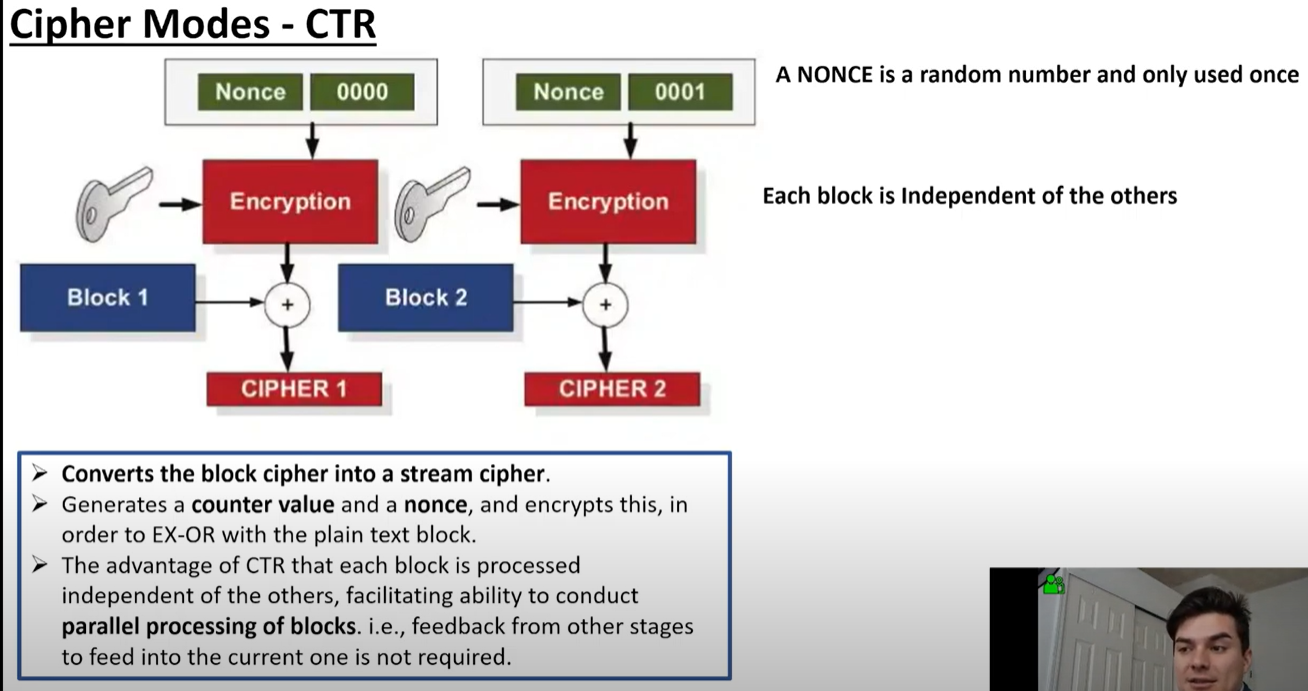 Cipher Modes - CTR
Nonce 0000 Nonce 0001
A NONCE is a random number and only used once
Encryption Encryption
Each block is Independent of the others
Block 1 + Block 2 +
CIPHER 1 CIPHER 2
➢ Converts the block cipher into a stream cipher.
➢ Generates a counter value and a nonce, and encrypts this, in
order to EX-OR with the plain text block.
➢ The advantage of CTR that each block is processed
independent of the others, facilitating ability to conduct
parallel processing of blocks. i.e., feedback from other stages
to feed into the current one is not required.